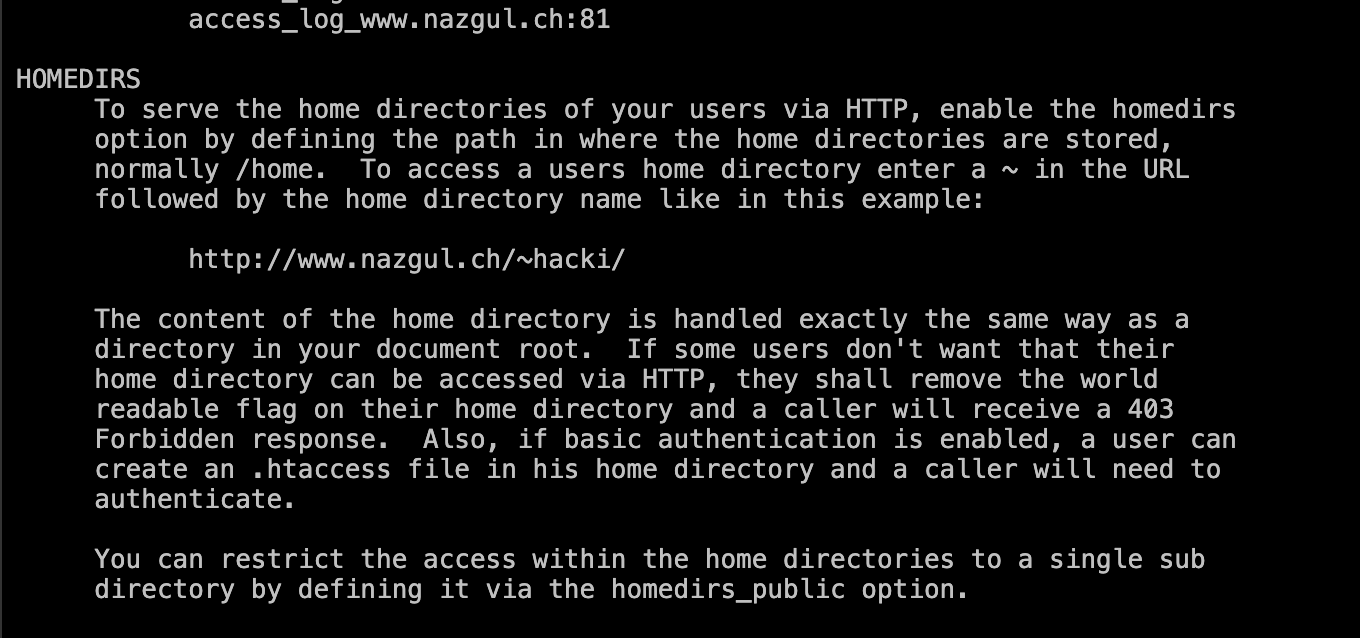 access_log_www.nazgul.ch:81
HOMEDIRS
To serve the home directories of your users via HTTP, enable the homedirs
option by defining the path in where the home directories are stored,
normally /home.  To access a users home directory enter a ~ in the URL
followed by the home directory name like in this example:
http://www.nazgul.ch/~hacki/
The content of the home directory is handled exactly the same way as a
directory in your document root.  If some users don't want that their
home directory can be accessed via HTTP, they shall remove the world
readable flag on their home directory and a caller will receive a 403
Forbidden response.  Also, if basic authentication is enabled, a user can
create an .htaccess file in his home directory and a caller will need to
authenticate.
You can restrict the access within the home directories to a single sub
directory by defining it via the homedirs_public option.